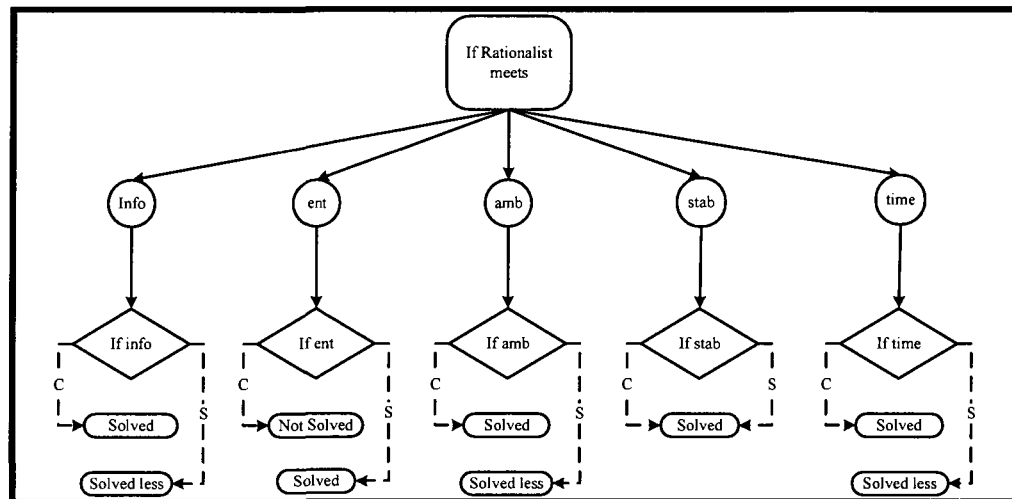 If Rationalist
meets
Info
ent
amb
stab
time
If info
If ent
If amb
If stab
If time
C
S
C
S
C
S
C
S
C
S
Solved
Not Solved
Solved
Solved
Solved
Solved less
Solved
Solved less
Solved less